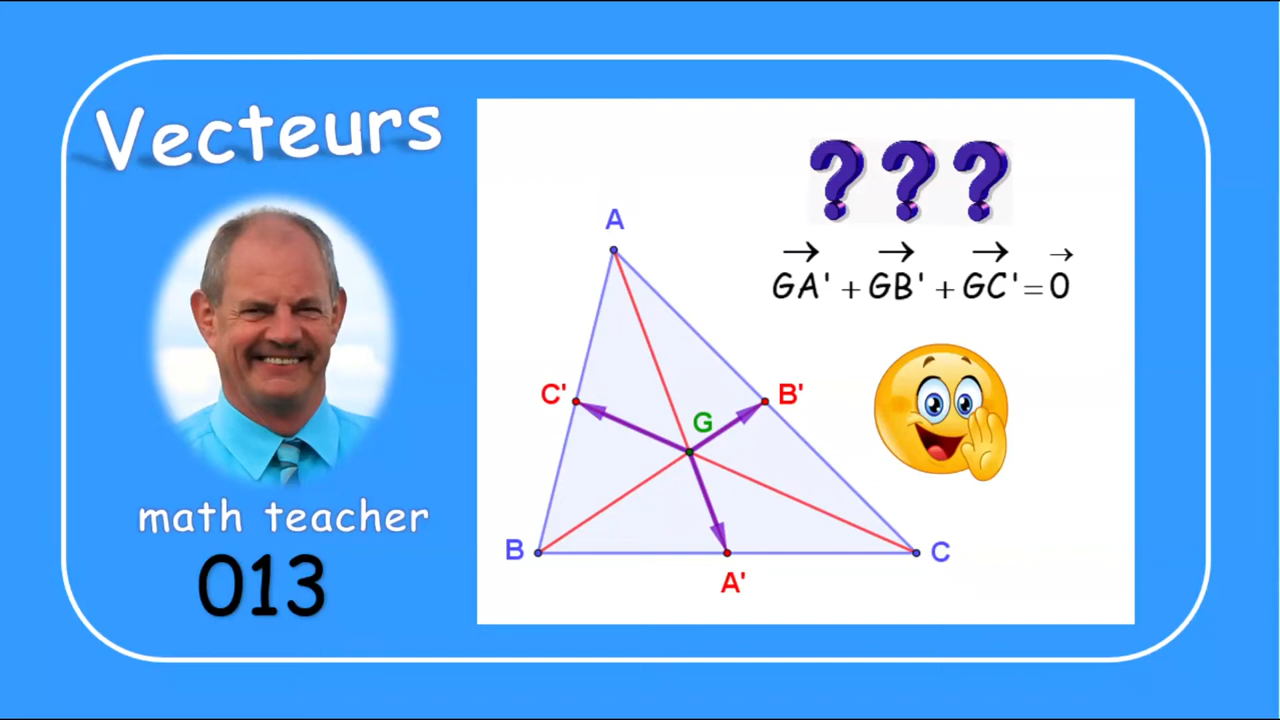 Vecteurs
math teacher
013
???
GA' + GB' + GC' = 0
A
C'
B'
G
B
C
A'